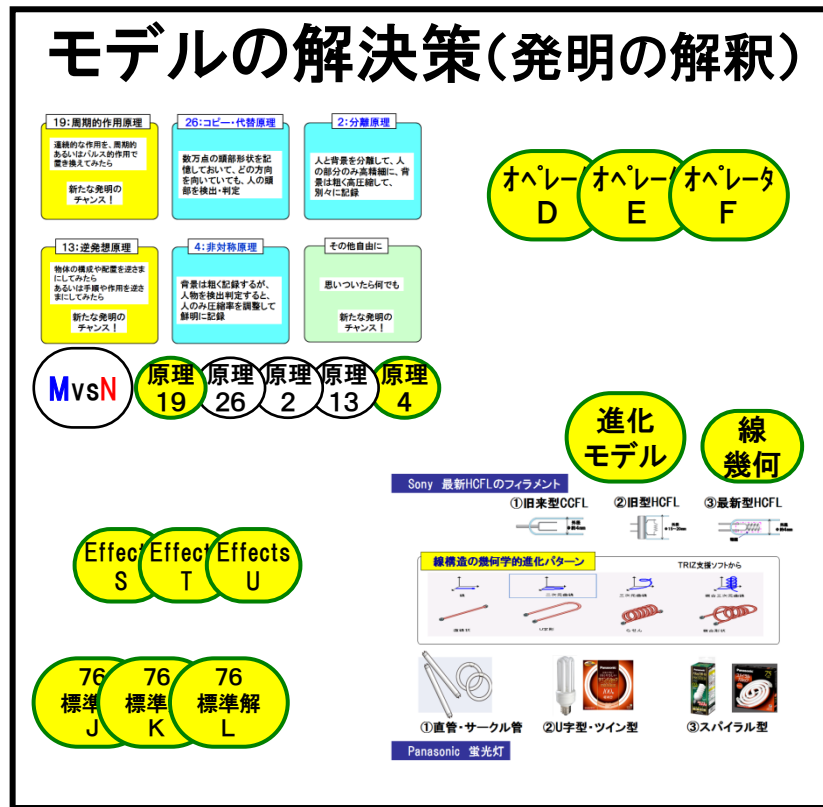 モデルの解決策(発明の解釈)
19:周期的作用原理
連続的な作用を、周期的
あるいはパルス的作用で
置き換えてみたら
新たな発明の
チャンス!
26:コピー・代替原理
数万点の頭部形状を記
憶しておいて、どの方向
を向いていても、人の頭
部を検出・判定
2:分離原理
人と背景を分離して、人
の部分のみ高精細に、背
景は粗く高圧縮して、
別々に記録
オペレータ
D
オペレータ
E
オペレータ
F
13:逆発想原理
物体の構成や配置を逆さま
にしてみたら
あるいは手順や作用を逆さ
まにしてみたら
新たな発明の
チャンス!
4:非対称原理
背景は粗く記録するが、
人物を検出判定すると、
人のみ圧縮率を調整して
鮮明に記録
その他自由に
思いついたら何でも
新たな発明の
チャンス!
MvsN
原理
19
原理
26
原理
2
原理
13
原理
4
進化
モデル
線
幾何
Sony 最新HCFLのフィラメント
①旧来型CCFL
②旧型HCFL
③最新型HCFL
Effects
S
Effects
T
Effects
U
線構造の幾何学的進化パターン
TRIZ支援ソフトから
U字形
らせん
76
標準解
J
76
標準解
K
76
標準解
L
①直管・サークル管
②U字型・ツイン型
③スパイラル型
Panasonic 蛍光灯